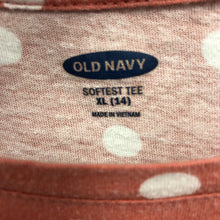 OLD NAVY
SOFTEST TEE
XL (14)
MADE IN VIETNAM